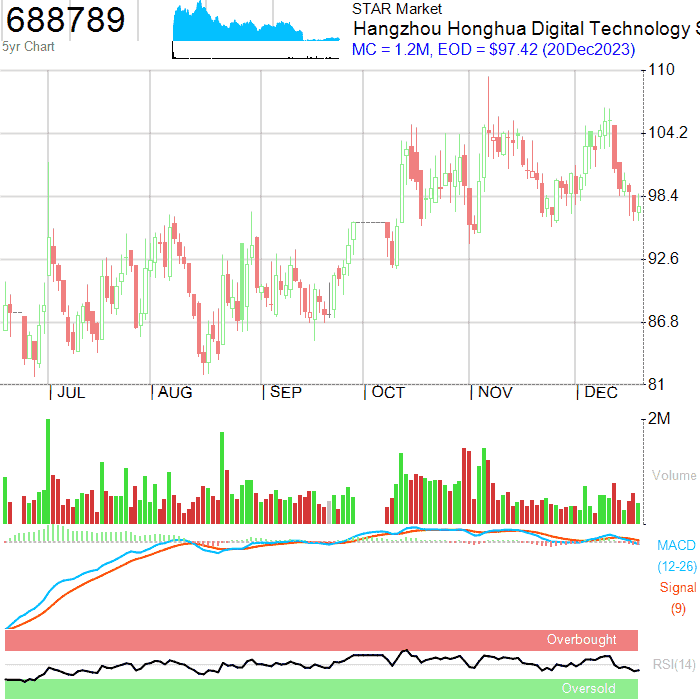 688789
5yr Chart
STAR Market
Hangzhou Honghua Digital Technology S
MC = 1.2M, EOD = $97.42 (20Dec2023)
110
104.2
98.4
92.6
86.8
81
JUL AUG SEP OCT NOV DEC
2M
Volume
MACD
(12-26)
Signal
(9)
Overbought
RSI(14)
Oversold